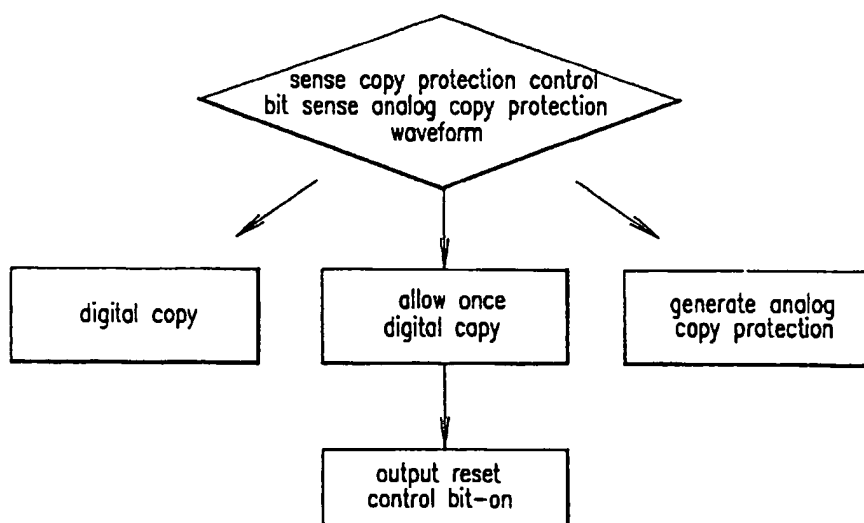 sense copy protection control
bit sense analog copy protection
waveform
digital copy
allow once
digital copy
generate analog
copy protection
output reset
control bit-on